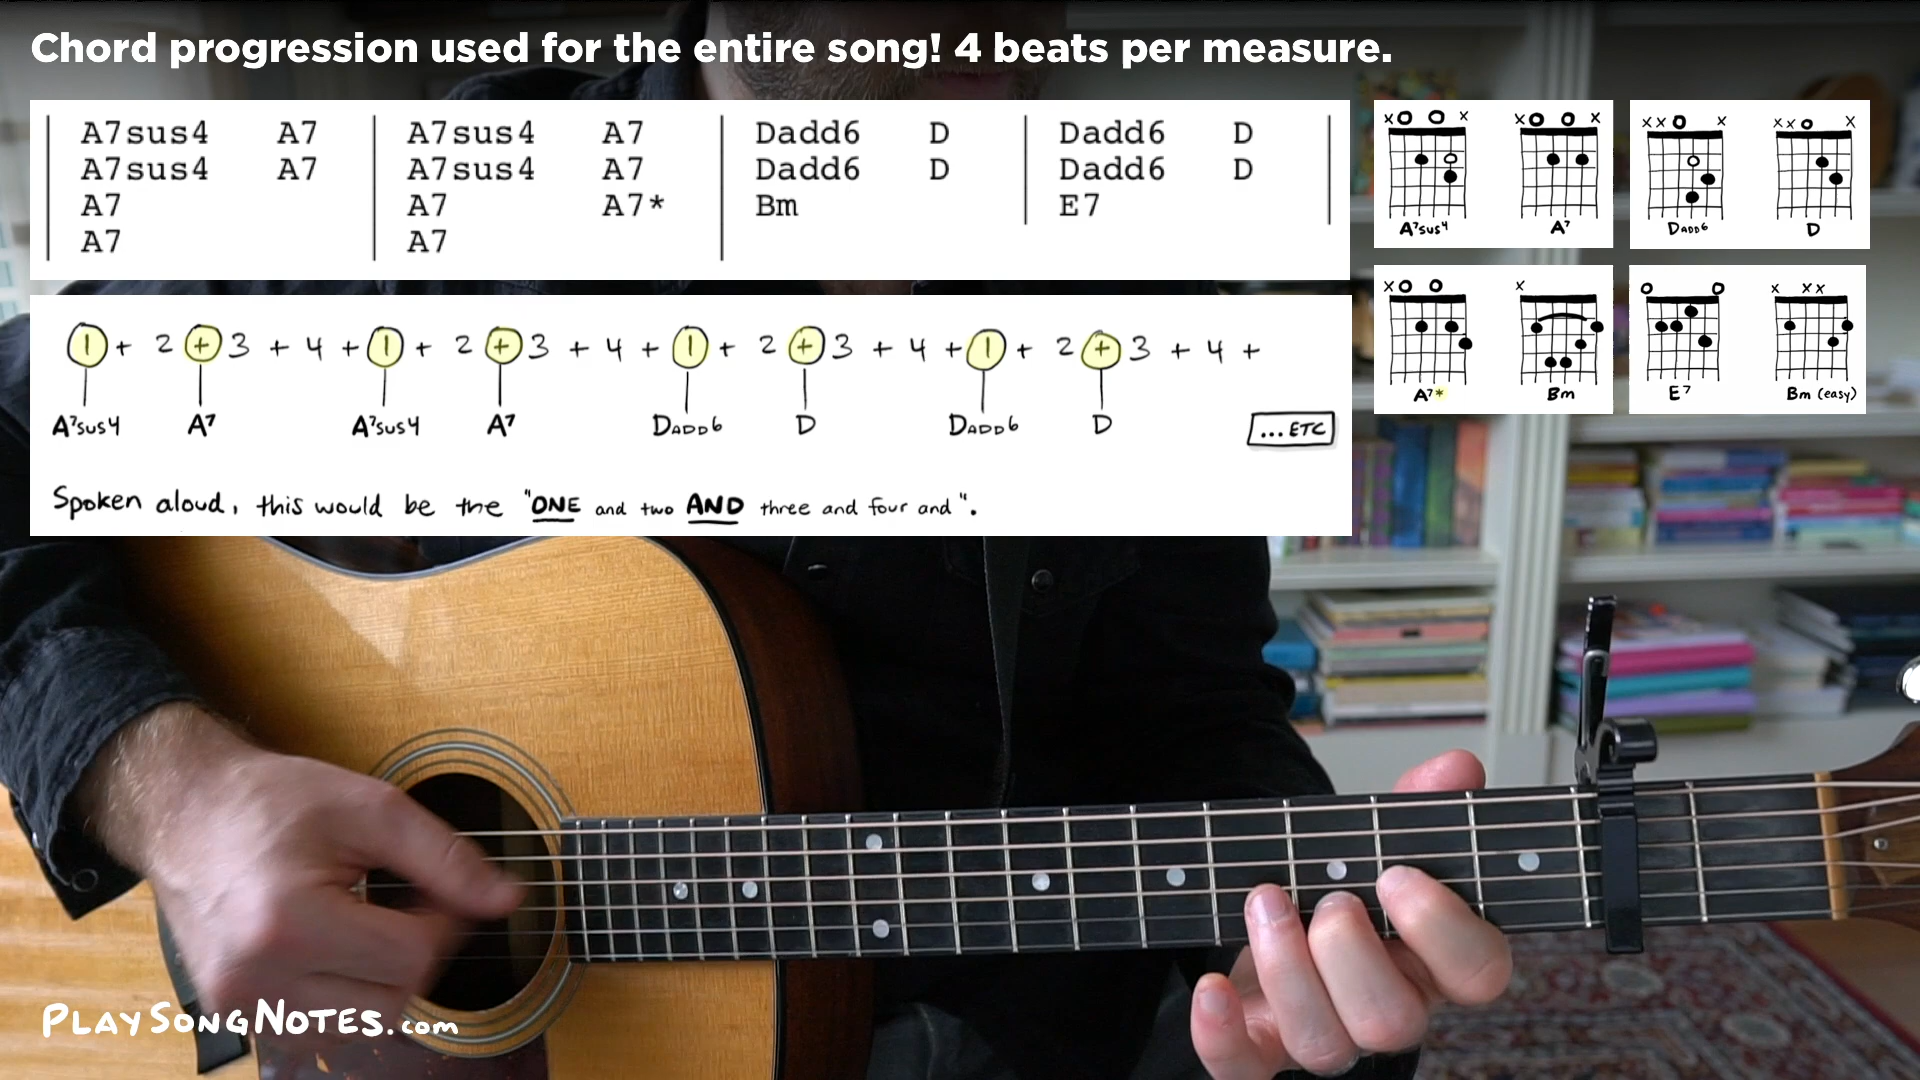 Chord progression used for the entire song! 4 beats per measure.
| A7sus4 A7 | A7sus4 A7 | Dadd6 D | Dadd6 D |
| A7sus4 A7 | A7sus4 A7 | Dadd6 D | Dadd6 D |
| A7 | A7 A7* | Bm | E7 |
| A7 | A7 |
1 + 2 + 3 + 4 + 1 + 2 + 3 + 4 + 1 + 2 + 3 + 4 + 1 + 2 + 3 + 4 +
A7sus4 A7 A7sus4 A7 Dadd6 D Dadd6 D ...ETC
Spoken aloud, this would be the "ONE and two AND three and four and".
x o o x
x o o x
x x o x
x x o x
A7sus4
A7
Dadd6
D
x o o
x
o o
x x x
A7*
Bm
E7
Bm (easy)
PLAYSONGNOTES.com